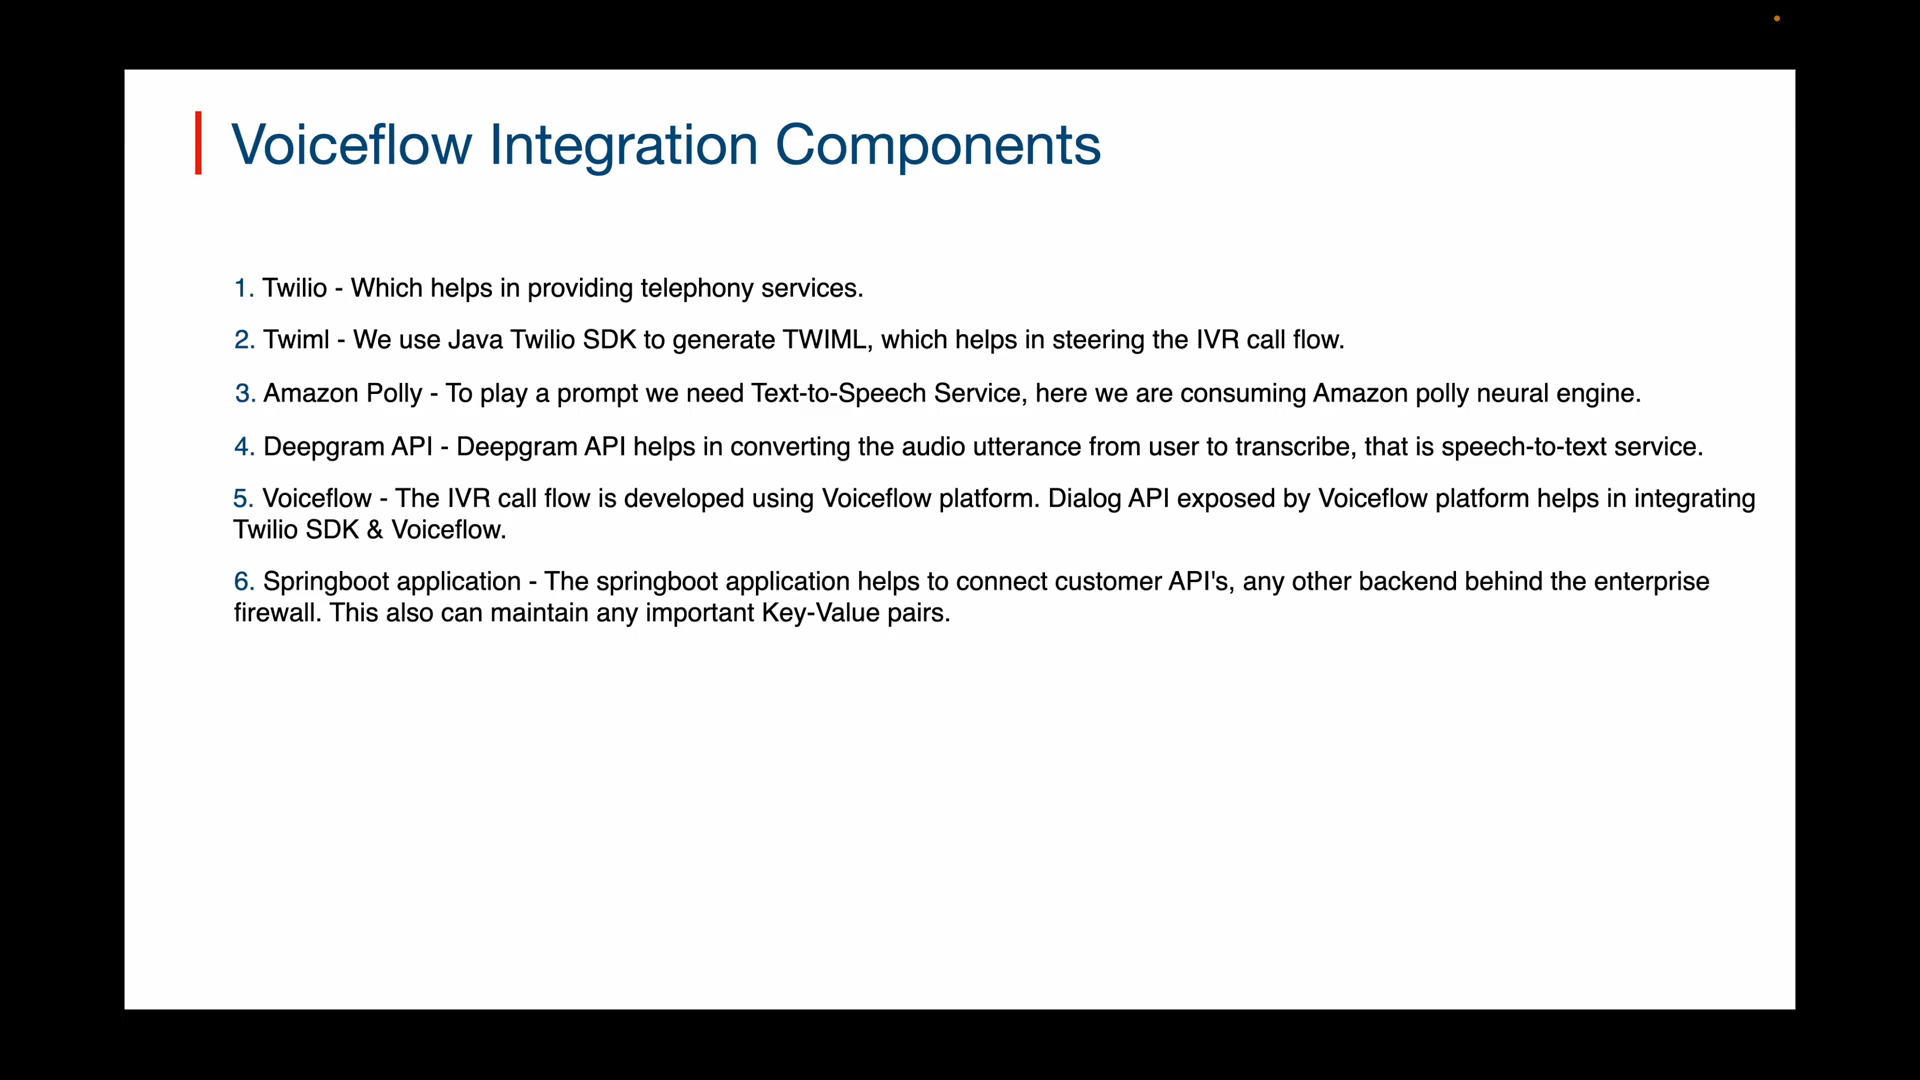 Voiceflow Integration Components
1. Twilio - Which helps in providing telephony services.
2. Twiml - We use Java Twilio SDK to generate TWIML, which helps in steering the IVR call flow.
3. Amazon Polly - To play a prompt we need Text-to-Speech Service, here we are consuming Amazon polly neural engine.
4. Deepgram API - Deepgram API helps in converting the audio utterance from user to transcribe, that is speech-to-text service.
5. Voiceflow - The IVR call flow is developed using Voiceflow platform. Dialog API exposed by Voiceflow platform helps in integrating
Twilio SDK & Voiceflow.
6. Springboot application - The springboot application helps to connect customer API's, any other backend behind the enterprise
firewall. This also can maintain any important Key-Value pairs.